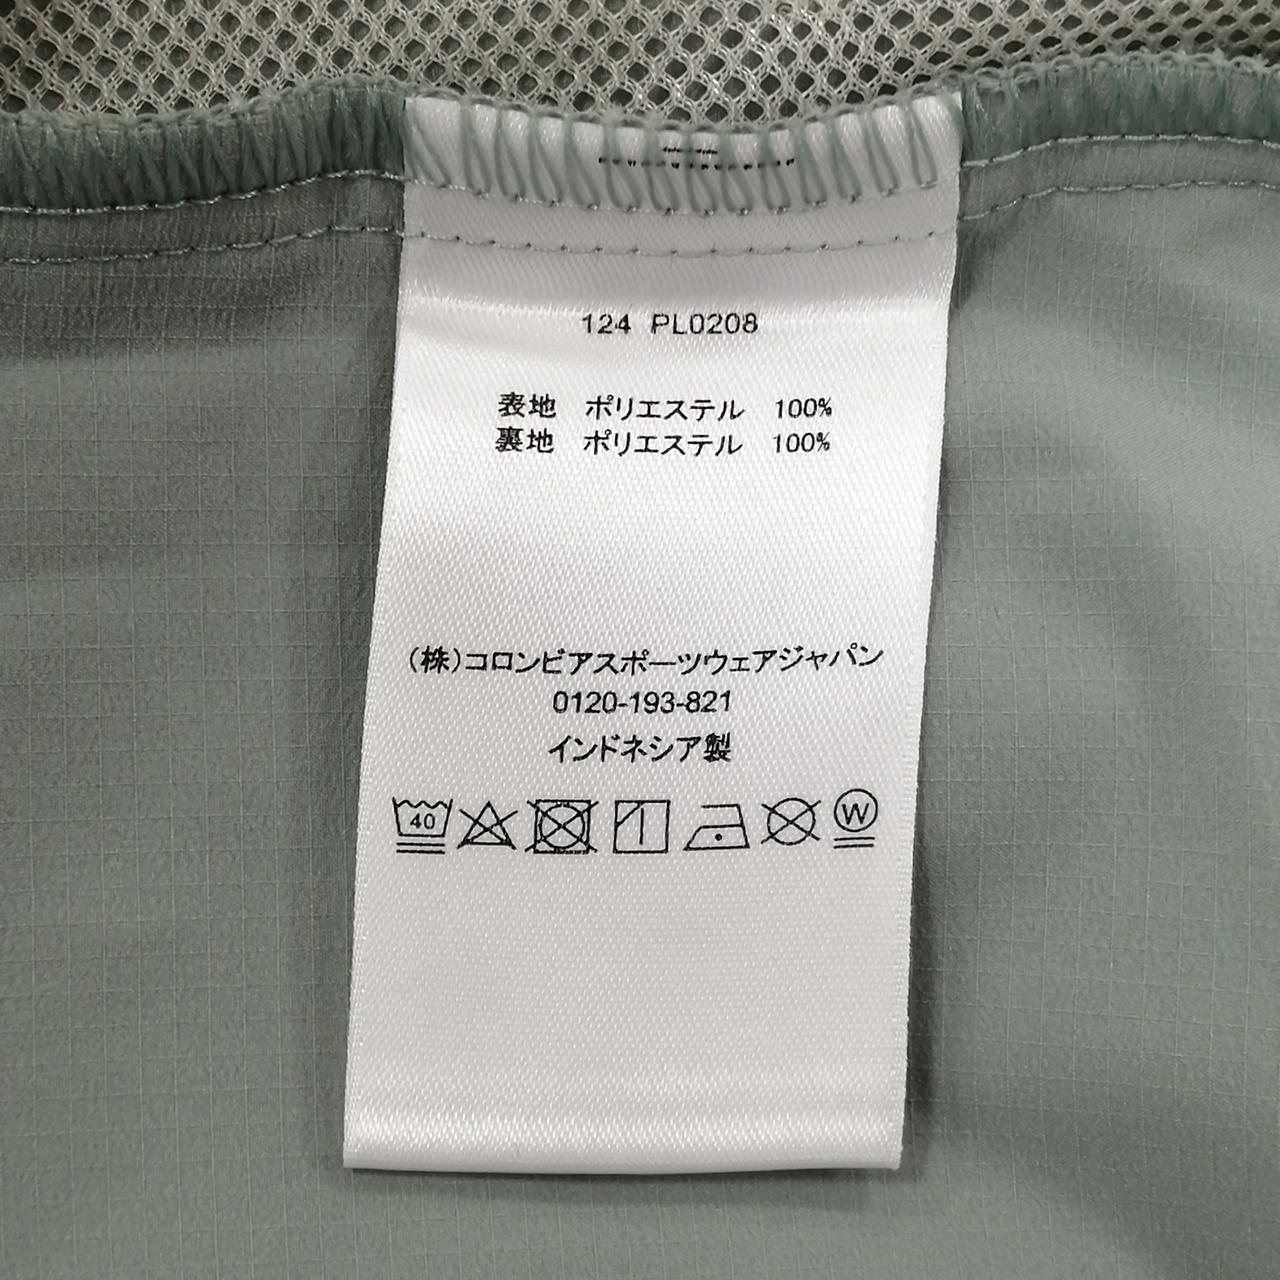 124 PL0208
表地 ポリエステル 100%
裏地 ポリエステル 100%
(株)コロンビアスポーツウェアジャパン
0120-193-821
インドネシア製
40
W